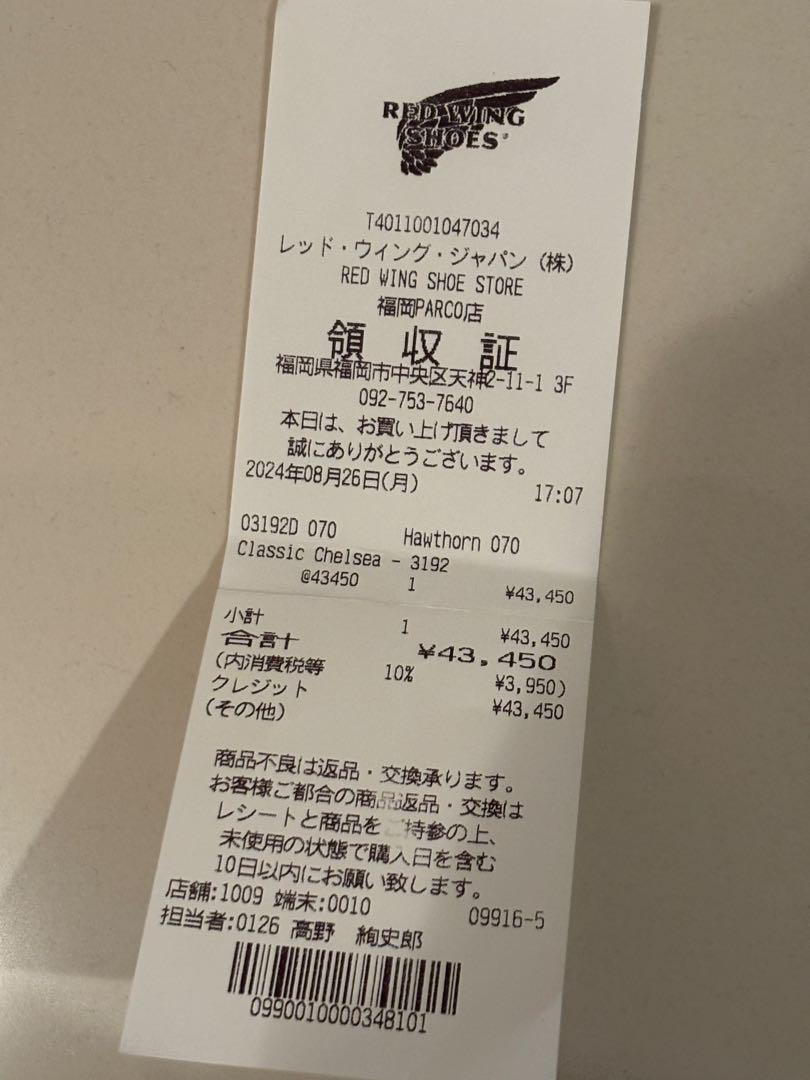 RED WING
SHOES
T4011001047034
レッド・ウイング・ジャパン(株)
RED WING SHOE STORE
福岡PARCO店
領収証
福岡県福岡市中央区天神2-11-1 3F
092-753-7640
本日は、お買い上げ頂きまして
誠にありがとうございます。
2024年08月26日(月) 17:07
03192D 070 Hawthorn 070
Classic Chelsea - 3192
@43450 1 ¥43,450
小計 1 ¥43,450
合計 ¥43,450
(内消費税等 10% ¥3,950)
クレジット ¥43,450
(その他)
商品不良は返品・交換承ります。
お客様ご都合の商品返品・交換は
レシートと商品をご持参の上、
未使用の状態で購入日を含む
10日以内にお願い致します。
店舗:1009 端末:0010 09916-5
担当者:0126 高野 絢史郎
0990010000348101